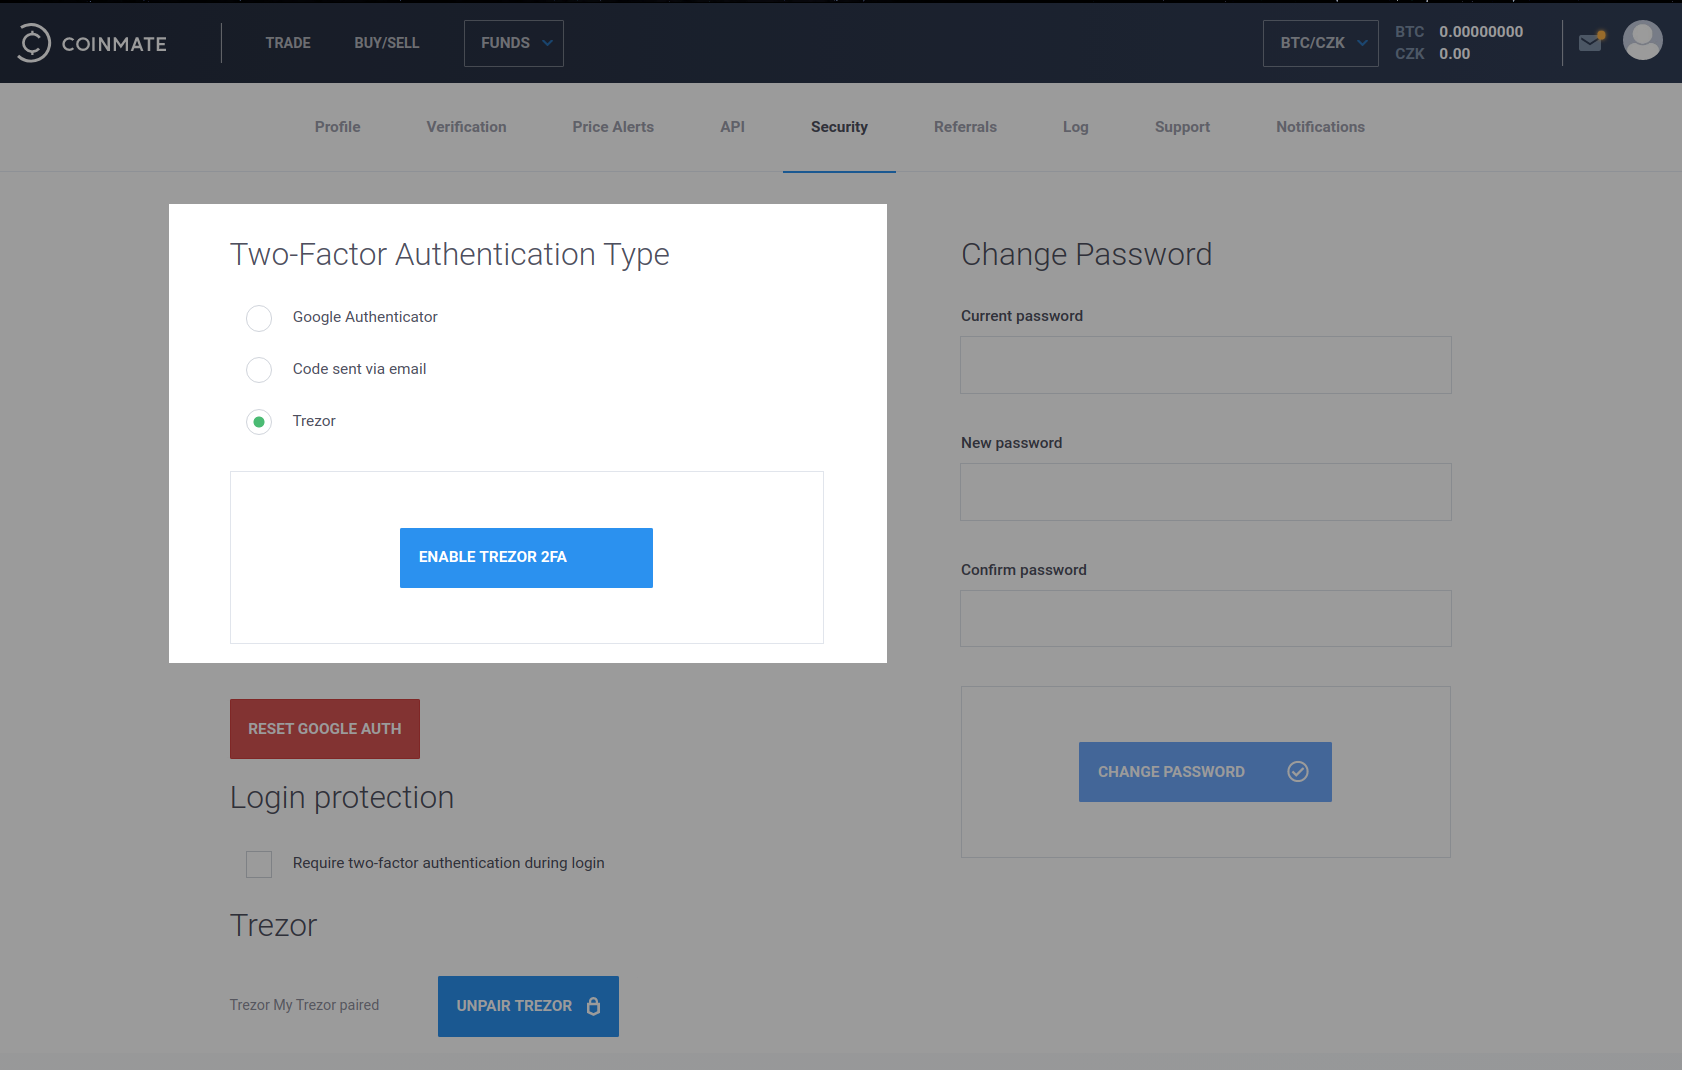 COINMATE
TRADE
BUY/SELL
FUNDS
BTC/CZK
BTC 0.00000000
CZK 0.00
Profile
Verification
Price Alerts
API
Security
Referrals
Log
Support
Notifications
Two-Factor Authentication Type
Google Authenticator
Code sent via email
Trezor
ENABLE TREZOR 2FA
RESET GOOGLE AUTH
Login protection
Require two-factor authentication during login
Trezor
Trezor My Trezor paired
UNPAIR TREZOR
Change Password
Current password
New password
Confirm password
CHANGE PASSWORD